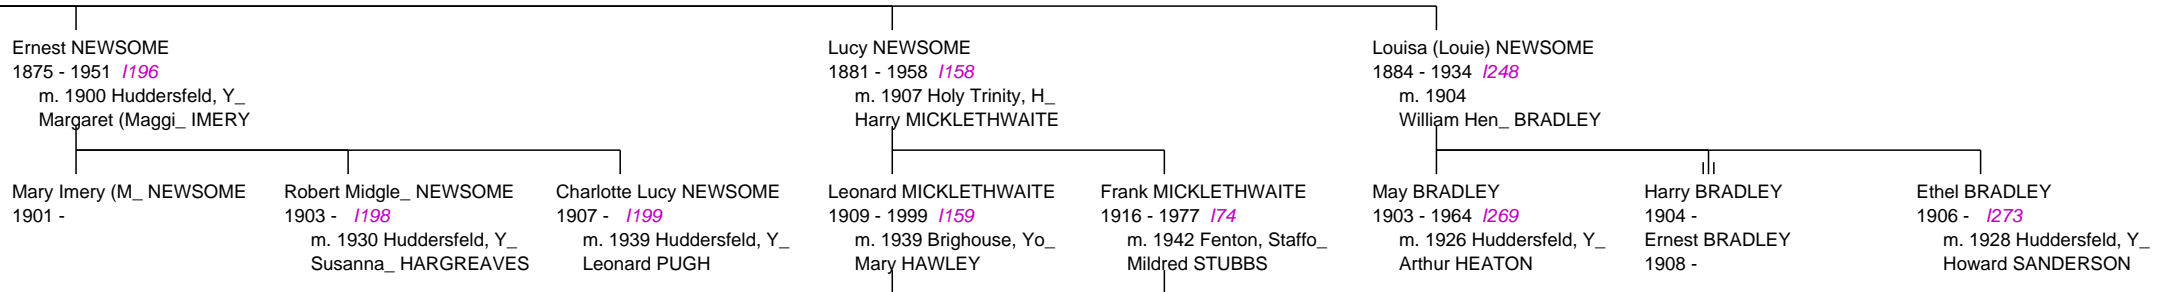 Ernest NEWSOME
1875 - 1951 I196
m. 1900 Huddersfeld, Y_
Margaret (Maggi_ IMERY
Lucy NEWSOME
1881 - 1958 I158
m. 1907 Holy Trinity, H_
Harry MICKLETHWAITE
Louisa (Louie) NEWSOME
1884 - 1934 I248
m. 1904
William Hen_ BRADLEY
Mary Imery (M_ NEWSOME
1901 -
Robert Midgle_ NEWSOME
1903 - I198
m. 1930 Huddersfeld, Y_
Susanna_ HARGREAVES
Charlotte Lucy NEWSOME
1907 - I199
m. 1939 Huddersfeld, Y_
Leonard PUGH
Leonard MICKLETHWAITE
1909 - 1999 I159
m. 1939 Brighouse, Yo_
Mary HAWLEY
Frank MICKLETHWAITE
1916 - 1977 I74
m. 1942 Fenton, Staffo_
Mildred STUBBS
May BRADLEY
1903 - 1964 I269
m. 1926 Huddersfeld, Y_
Arthur HEATON
Harry BRADLEY
1904 -
Ernest BRADLEY
1908 -
Ethel BRADLEY
1906 - I273
m. 1928 Huddersfeld, Y_
Howard SANDERSON